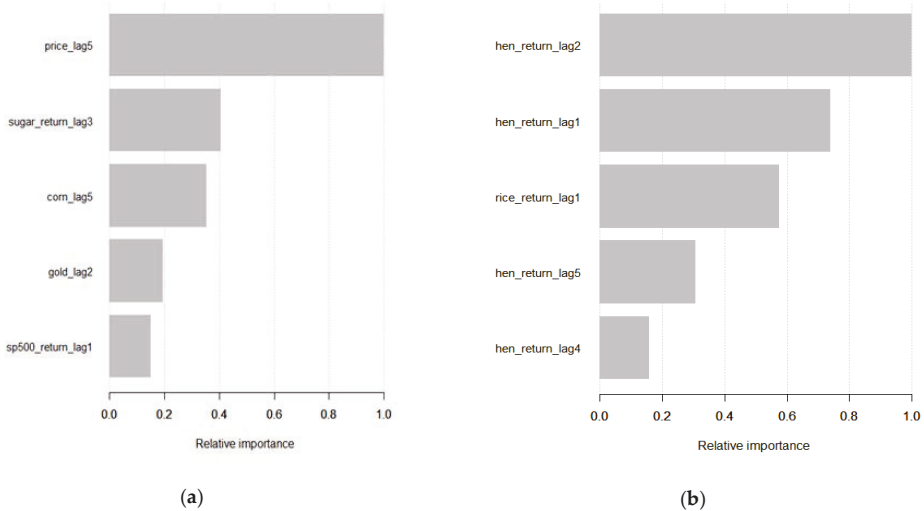 price_lag5
sugar_return_lag3
corn_lag5
gold_lag2
sp500_return_lag1
0.0 0.2 0.4 0.6 0.8 1.0
Relative importance
(a)
hen_return_lag2
hen_return_lag1
rice_return_lag1
hen_return_lag5
hen_return_lag4
0.0 0.2 0.4 0.6 0.8 1.0
Relative importance
(b)